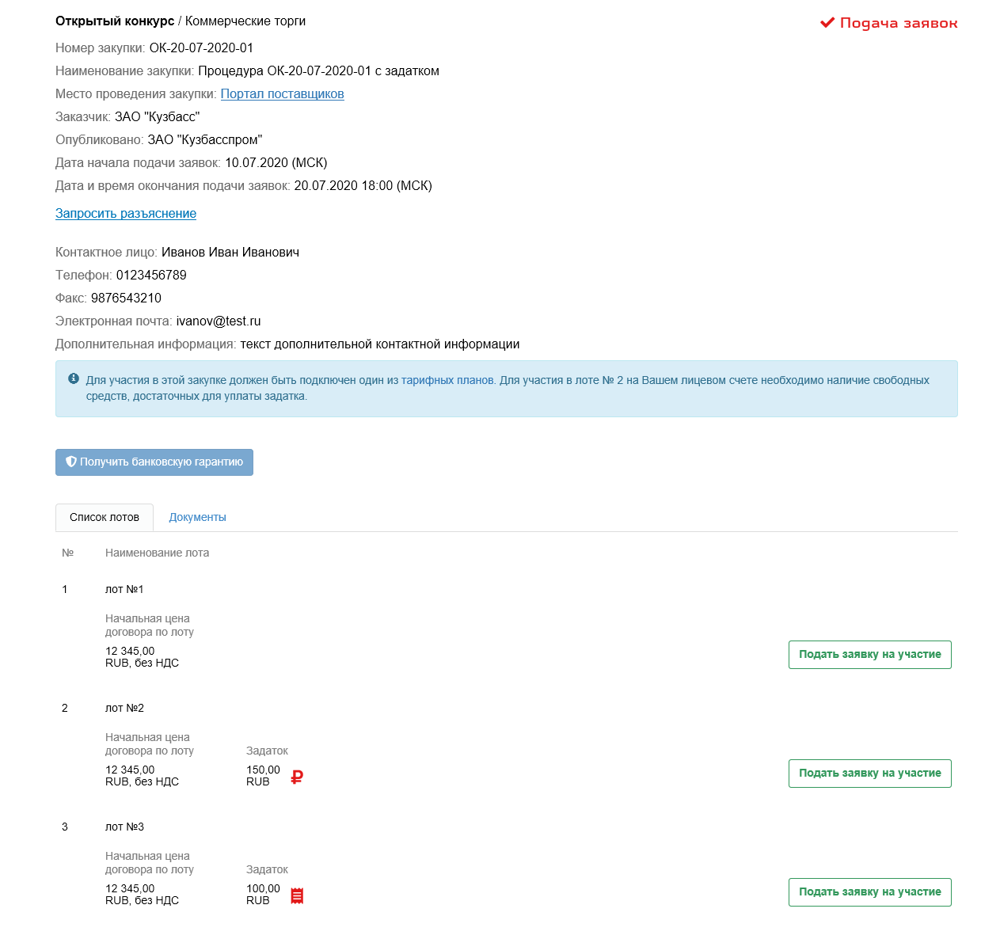 Открытый конкурс / Коммерческие торги
Подача заявок
Номер закупки: ОК-20-07-2020-01
Наименование закупки: Процедура ОК-20-07-2020-01 с задатком
Место проведения закупки: Портал поставщиков
Заказчик: ЗАО "Кузбасс"
Опубликовано: ЗАО "Кузбасспром"
Дата начала подачи заявок: 10.07.2020 (МСК)
Дата и время окончания подачи заявок: 20.07.2020 18:00 (МСК)
Запросить разъяснение
Контактное лицо: Иванов Иван Иванович
Телефон: 0123456789
Факс: 9876543210
Электронная почта: ivanov@test.ru
Дополнительная информация: текст дополнительной контактной информации
Для участия в этой закупке должен быть подключен один из тарифных планов. Для участия в лоте № 2 на Вашем лицевом счете необходимо наличие свободных
средств, достаточных для уплаты задатка.
Получить банковскую гарантию
Список лотов Документы
№ Наименование лота
1 лот №1
Начальная цена
договора по лоту
12 345,00
RUB, без НДС
Подать заявку на участие
2 лот №2
Начальная цена
договора по лоту Задаток
12 345,00 150,00
RUB, без НДС RUB
Подать заявку на участие
3 лот №3
Начальная цена
договора по лоту Задаток
12 345,00 100,00
RUB, без НДС RUB
Подать заявку на участие